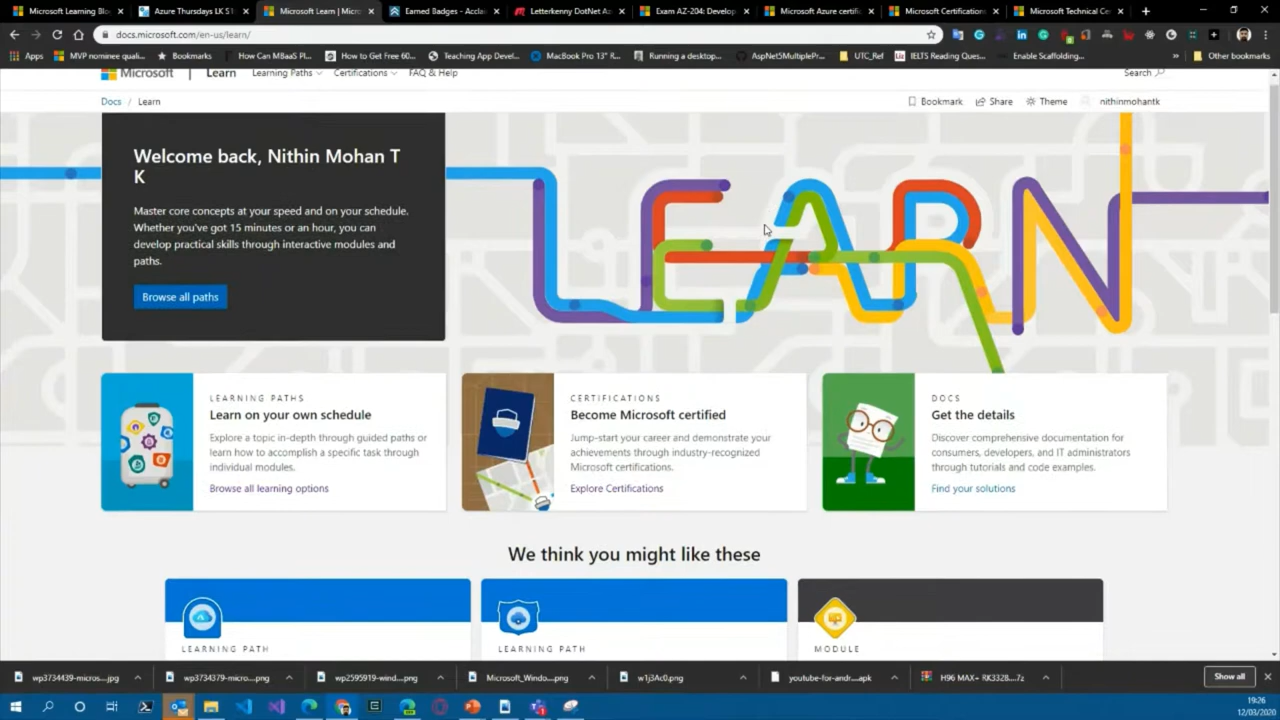 Microsoft Learning Blo
Azure Thursdays LK S1
Microsoft Learn | Micro
Earned Badges - Accla
Letterkenny DotNet Az
Exam AZ-204: Develop
Microsoft Azure certif
Microsoft Certification
Microsoft Technical Ce
docs.microsoft.com/en-us/learn/
Apps
MVP nominee quali...
Bookmarks
How Can MBaaS Pl...
How to Get Free 60...
Teaching App Devel...
MacBook Pro 13" R...
Running a desktop...
AspNet5MultiplePr...
UTC_Ref
IELTS Reading Ques...
Enable Scaffolding...
»
Other bookmarks
Microsoft
Learn
Learning Paths
Certifications
FAQ & Help
Search
Docs / Learn
Bookmark
Share
Theme
nithinmohantk
Welcome back, Nithin Mohan T
K
Master core concepts at your speed and on your schedule.
Whether you've got 15 minutes or an hour, you can
develop practical skills through interactive modules and
paths.
Browse all paths
LEARN
LEARNING PATHS
Learn on your own schedule
Explore a topic in-depth through guided paths or
learn how to accomplish a specific task through
individual modules.
Browse all learning options
CERTIFICATIONS
Become Microsoft certified
Jump-start your career and demonstrate your
achievements through industry-recognized
Microsoft certifications.
Explore Certifications
DOCS
Get the details
Discover comprehensive documentation for
consumers, developers, and IT administrators
through tutorials and code examples.
Find your solutions
We think you might like these
LEARNING PATH
LEARNING PATH
MODULE
wp3734439-micros....jpg
wp3734379-micro....png
wp2595919-wind....png
Microsoft_Windo....png
w1j3Ac0.png
youtube-for-andr....apk
H96 MAX+ RK3328....7z
Show all
19:26
12/03/2020